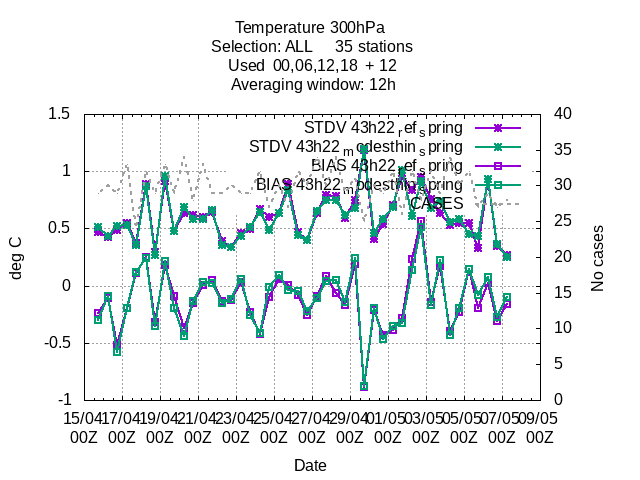 Temperature 300hPa
Selection: ALL     35 stations
Used  00,06,12,18  + 12
Averaging window: 12h
STDV 43h22_ref_spring
STDV 43h22_modesthin_spring
BIAS 43h22_ref_spring
BIAS 43h22_modesthin_spring
CASES
1.5
1
0.5
0
-0.5
-1
deg C
40
35
30
25
20
15
10
5
0
No cases
15/04 17/04 19/04 21/04 23/04 25/04 27/04 29/04 01/05 03/05 05/05 07/05 09/05
00Z 00Z 00Z 00Z 00Z 00Z 00Z 00Z 00Z 00Z 00Z 00Z 00Z
Date